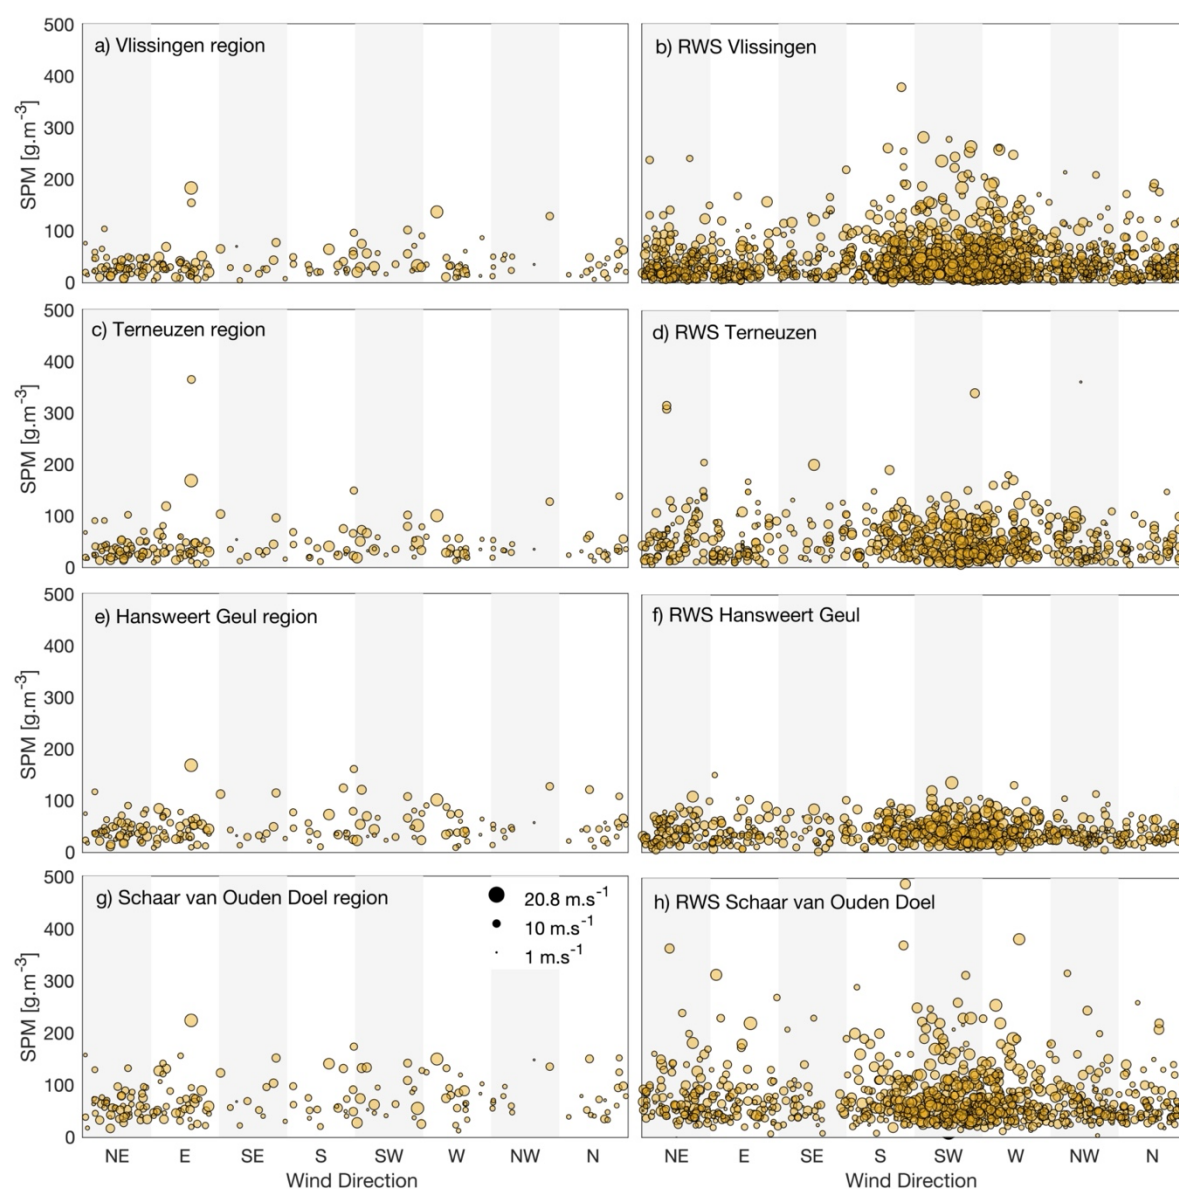 a) Vlissingen region
b) RWS Vlissingen
500
400
300
200
100
0
SPM [g.m⁻³]
c) Terneuzen region
d) RWS Terneuzen
500
400
300
200
100
0
SPM [g.m⁻³]
e) Hansweert Geul region
f) RWS Hansweert Geul
500
400
300
200
100
0
SPM [g.m⁻³]
g) Schaar van Ouden Doel region
20.8 m.s⁻¹
10 m.s⁻¹
1 m.s⁻¹
h) RWS Schaar van Ouden Doel
500
400
300
200
100
0
SPM [g.m⁻³]
NE E SE S SW W NW N
NE E SE S SW W NW N
Wind Direction
Wind Direction